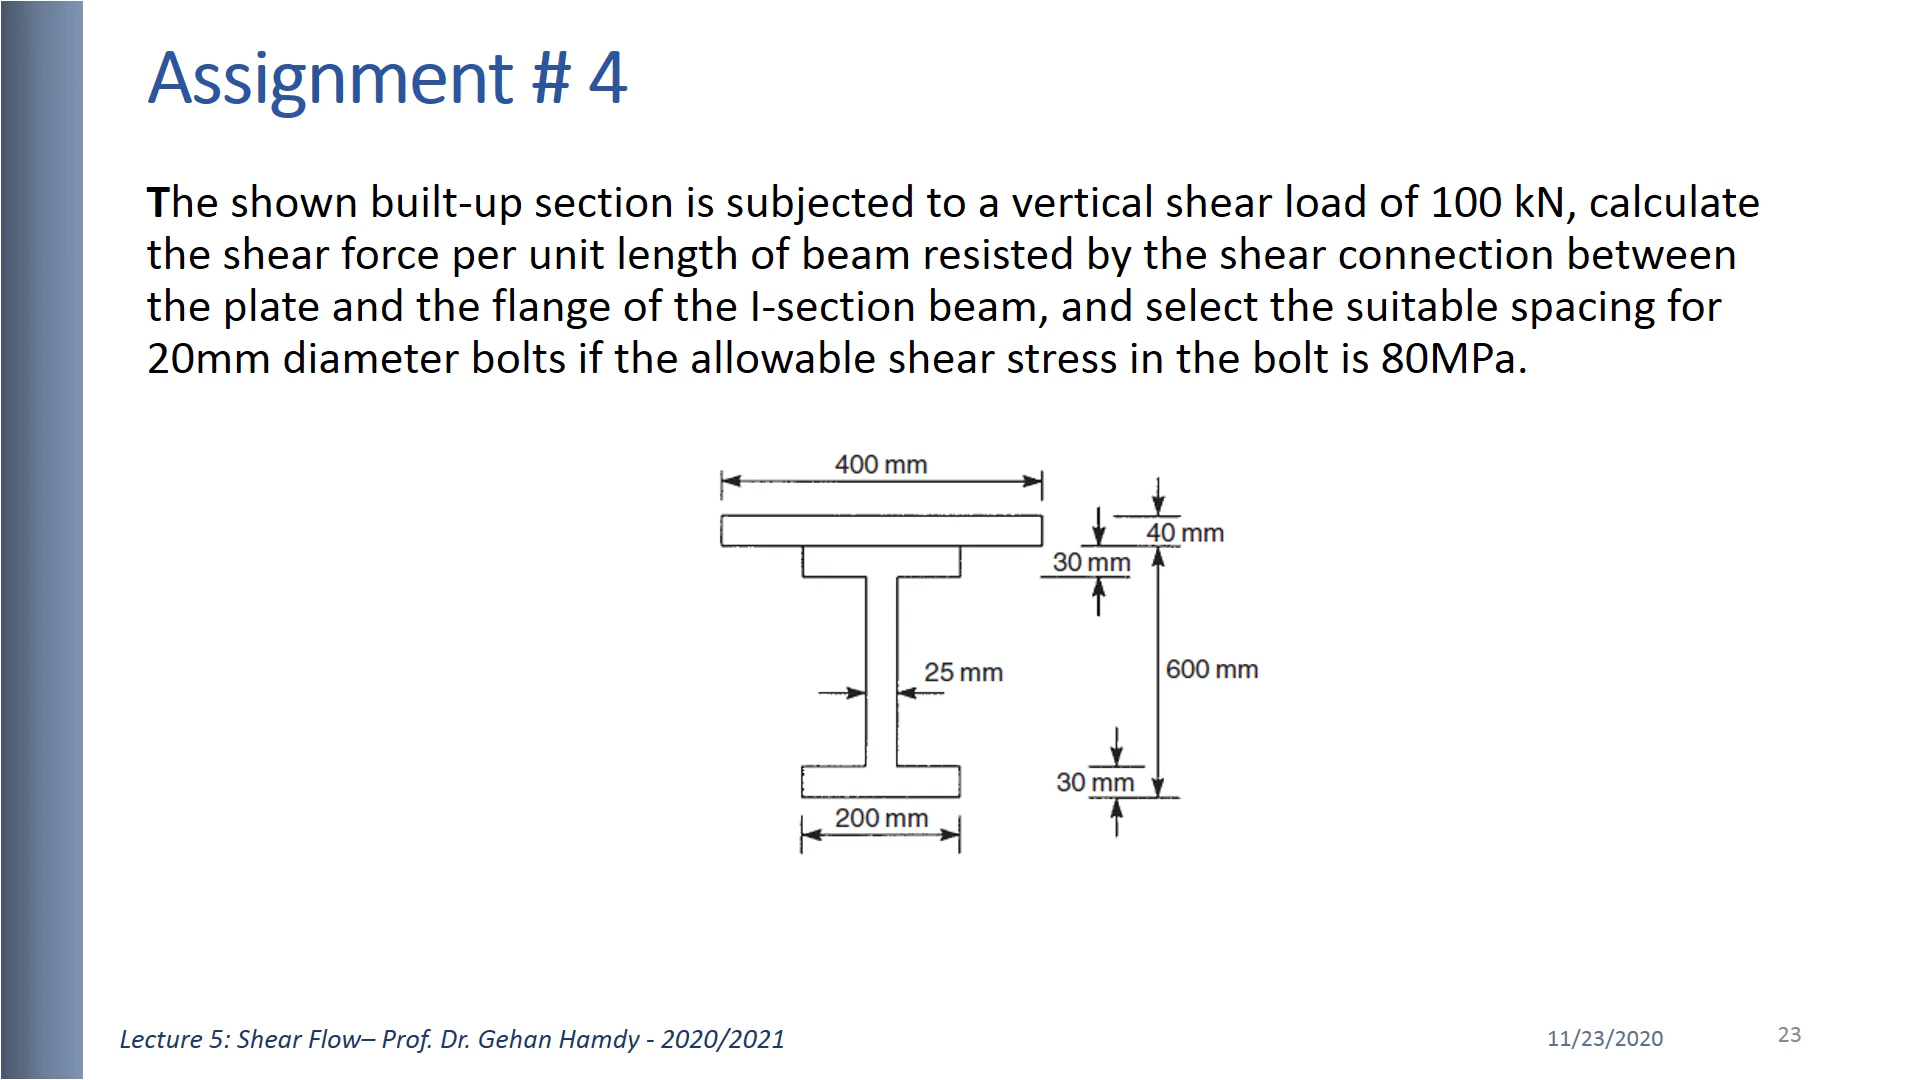 Assignment # 4
The shown built-up section is subjected to a vertical shear load of 100 kN, calculate
the shear force per unit length of beam resisted by the shear connection between
the plate and the flange of the I-section beam, and select the suitable spacing for
20mm diameter bolts if the allowable shear stress in the bolt is 80MPa.
400 mm
40 mm
30 mm
25 mm
600 mm
30 mm
200 mm
Lecture 5: Shear Flow– Prof. Dr. Gehan Hamdy - 2020/2021
11/23/2020
23